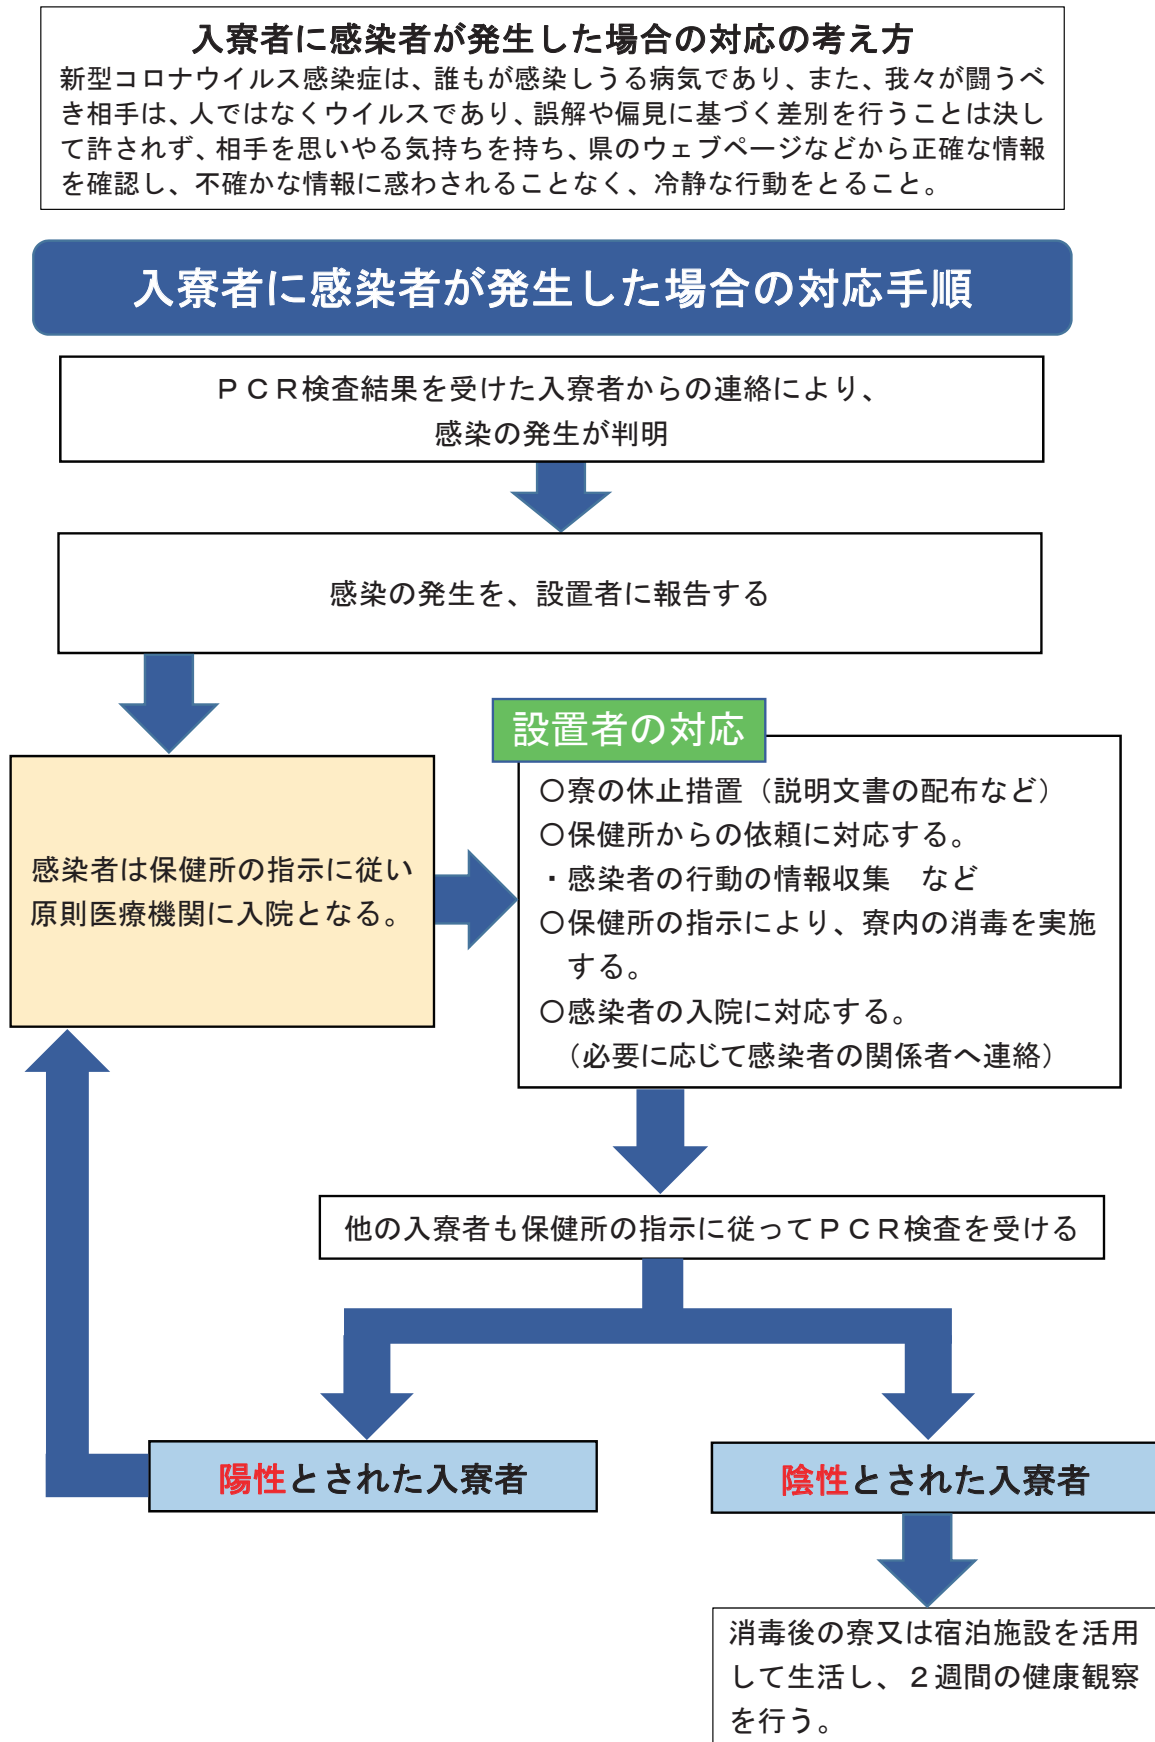 入寮者に感染者が発生した場合の対応の考え方
新型コロナウイルス感染症は、誰もが感染しうる病気であり、また、我々が闘うべ
き相手は、人ではなくウイルスであり、誤解や偏見に基づく差別を行うことは決し
て許されず、相手を思いやる気持ちを持ち、県のウェブページなどから正確な情報
を確認し、不確かな情報に惑わされることなく、冷静な行動をとること。
入寮者に感染者が発生した場合の対応手順
ＰＣＲ検査結果を受けた入寮者からの連絡により、
感染の発生が判明
感染の発生を、設置者に報告する
感染者は保健所の指示に従い
原則医療機関に入院となる。
設置者の対応
○寮の休止措置（説明文書の配布など）
○保健所からの依頼に対応する。
・感染者の行動の情報収集　など
○保健所の指示により、寮内の消毒を実施
する。
○感染者の入院に対応する。
（必要に応じて感染者の関係者へ連絡）
他の入寮者も保健所の指示に従ってＰＣＲ検査を受ける
陽性とされた入寮者
陰性とされた入寮者
消毒後の寮又は宿泊施設を活用
して生活し、２週間の健康観察
を行う。